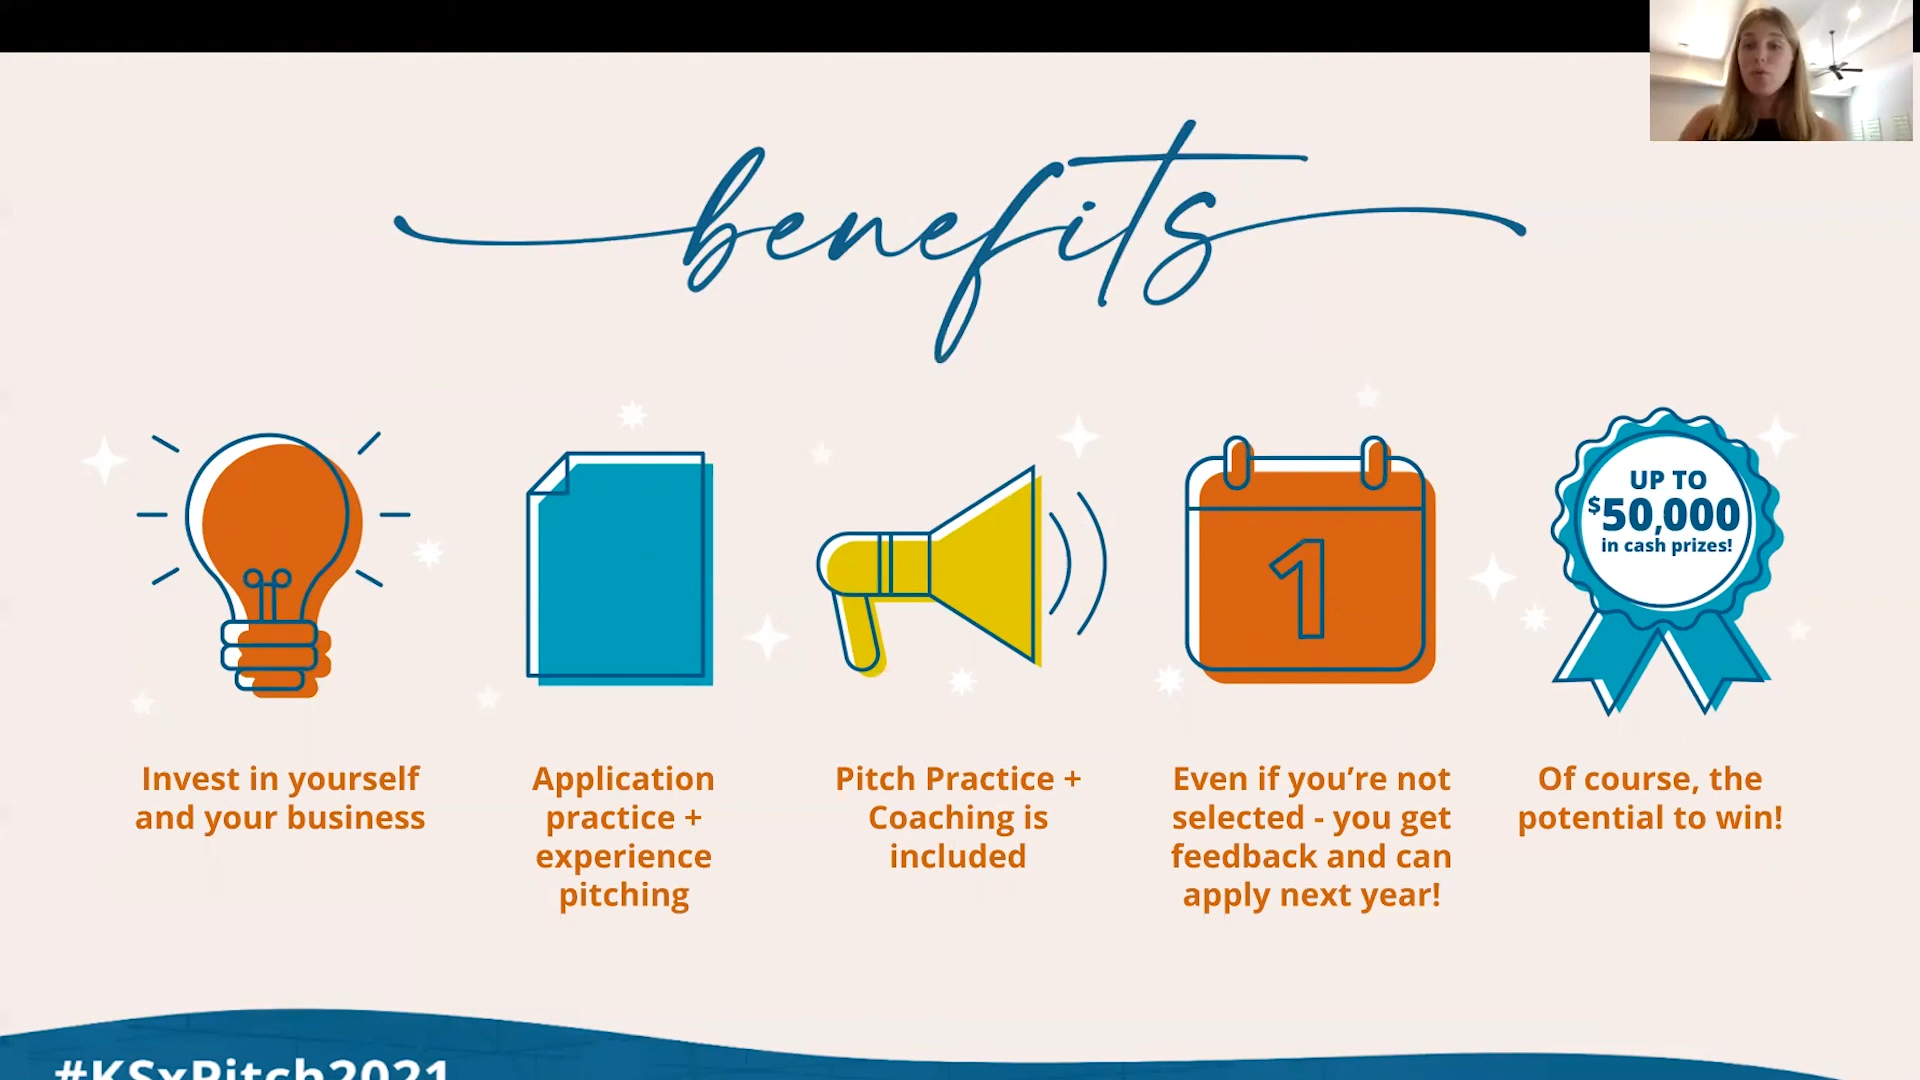 benefits
UP TO
$50,000
in cash prizes!
1
Invest in yourself
and your business
Application
practice +
experience
pitching
Pitch Practice +
Coaching is
included
Even if you’re not
selected - you get
feedback and can
apply next year!
Of course, the
potential to win!
#KSxPitch2021